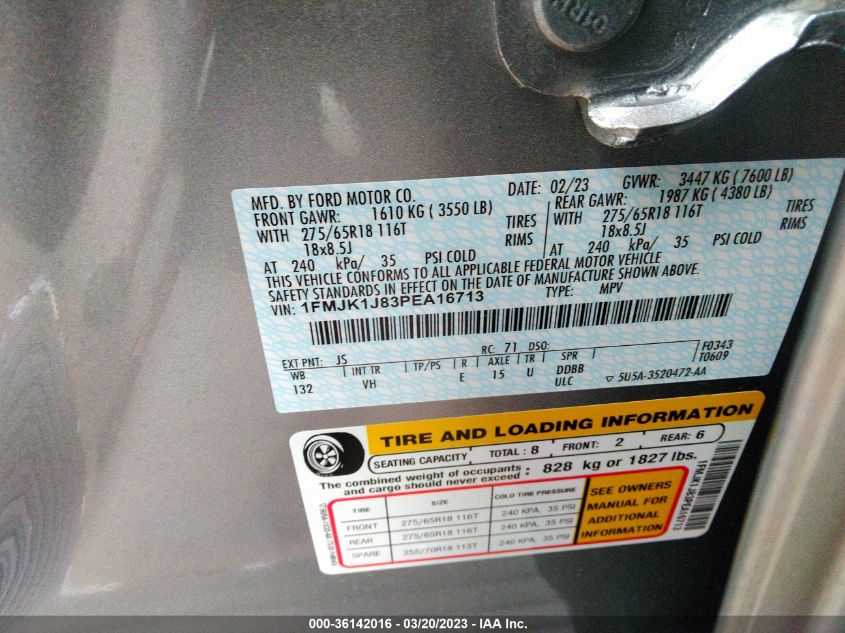 MFD. BY FORD MOTOR CO.
DATE: 02/23 GVWR: 3447 KG ( 7600 LB)
FRONT GAWR: 1610 KG ( 3550 LB) REAR GAWR: 1987 KG ( 4380 LB)
WITH 275/65R18 116T TIRES WITH 275/65R18 116T TIRES
18x8.5J RIMS 18x8.5J RIMS
AT 240 kPa/ 35 PSI COLD AT 240 kPa/ 35 PSI COLD
THIS VEHICLE CONFORMS TO ALL APPLICABLE FEDERAL MOTOR VEHICLE
SAFETY STANDARDS IN EFFECT ON THE DATE OF MANUFACTURE SHOWN ABOVE.
VIN: 1FMJK1J83PEA16713 TYPE: MPV
F0343
T0609
EXT PNT: JS RC: 71 DSO:
WB INT TR TP/PS R AXLE TR SPR
132 VH E 15 U DDBB
ULC ▽ 5U5A-3520472-AA
TIRE AND LOADING INFORMATION
SEATING CAPACITY TOTAL : 8 FRONT: 2 REAR: 6
The combined weight of occupants and cargo should never exceed : 828 kg or 1827 lbs.
TIRE SIZE COLD TIRE PRESSURE
FRONT 275/65R18 116T 240 KPA, 35 PSI
REAR 275/65R18 116T 240 KPA, 35 PSI
SPARE 255/70R18 113T 240 KPA, 35 PSI
SEE OWNERS
MANUAL FOR
ADDITIONAL
INFORMATION
1FMJK1J83PEA16713
000-36142016 - 03/20/2023 - IAA Inc.